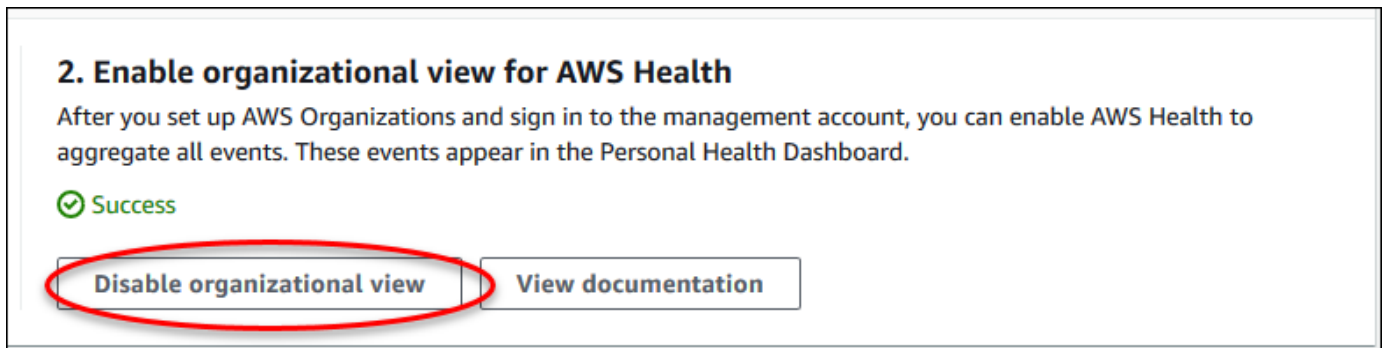 2. Enable organizational view for AWS Health
After you set up AWS Organizations and sign in to the management account, you can enable AWS Health to
aggregate all events. These events appear in the Personal Health Dashboard.
Success
Disable organizational view
View documentation